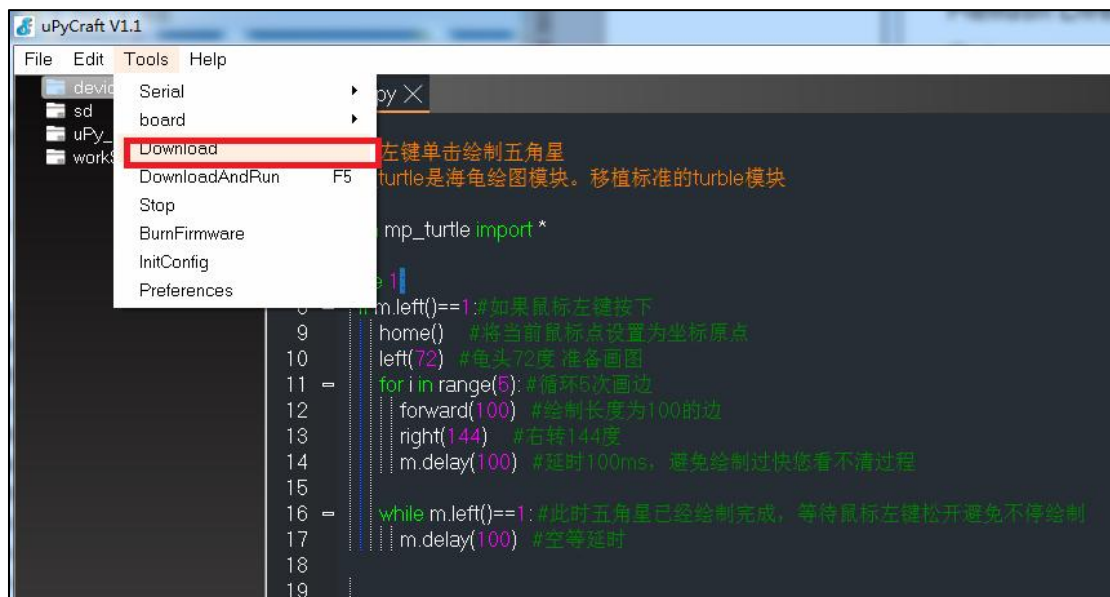 uPyCraft V1.1
File Edit Tools Help
sd
Serial
board
Download
DownloadAndRun F5
Stop
BurnFirmware
InitConfig
Preferences
py
左键单击绘制五角星
turtle是海龟绘图模块。移植标准的turble模块
mp_turtle import *
1:
m.left()==1:#如果鼠标左键按下
9 home() #将当前鼠标点设置为坐标原点
10 left(72) #龟头72度 准备画图
11 for i in range(5): #循环5次画边
12 forward(100) #绘制长度为100的边
13 right(144) #右转144度
14 m.delay(100) #延时100ms，避免绘制过快您看不清过程
15
16 while m.left()==1: #此时五角星已经绘制完成，等待鼠标左键松开避免不停绘制
17 m.delay(100) #空等延时
18
19